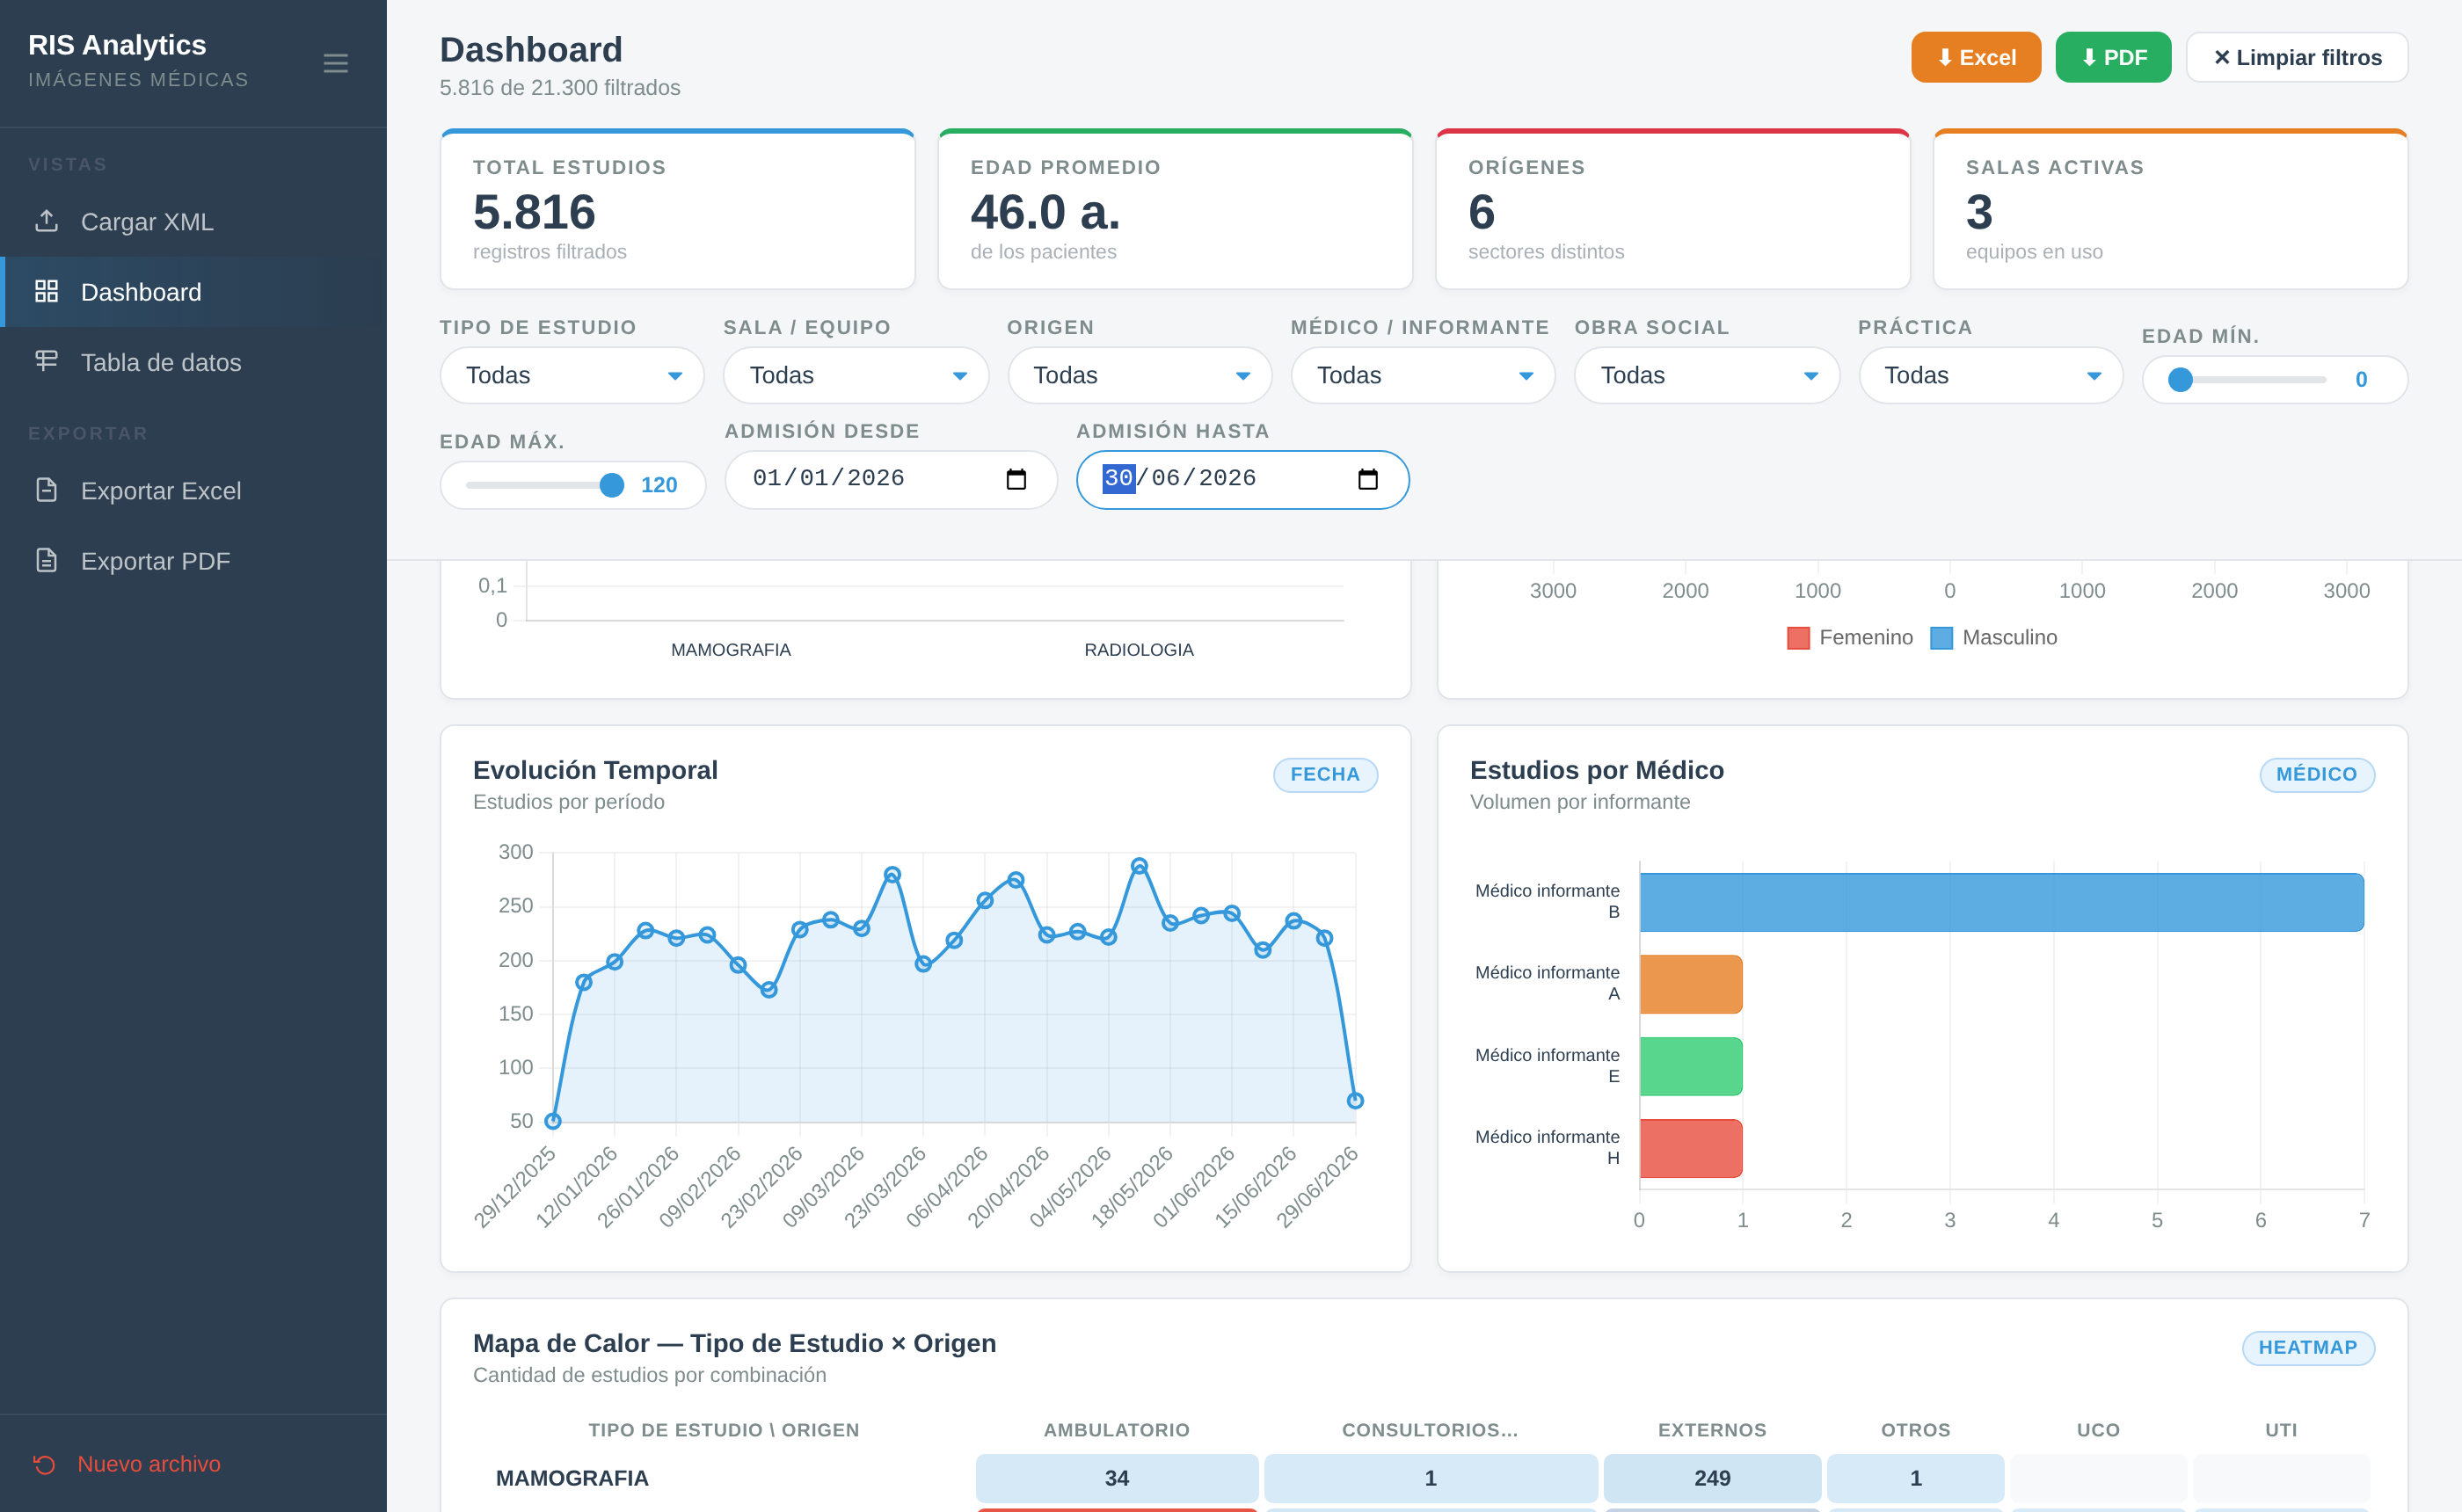 RIS Analytics
IMÁGENES MÉDICAS
VISTAS
Cargar XML
Dashboard
Tabla de datos
EXPORTAR
Exportar Excel
Exportar PDF
Nuevo archivo
Dashboard
5.816 de 21.300 filtrados
⬇ Excel
⬇ PDF
✕ Limpiar filtros
TOTAL ESTUDIOS
5.816
registros filtrados
EDAD PROMEDIO
46.0 a.
de los pacientes
ORÍGENES
6
sectores distintos
SALAS ACTIVAS
3
equipos en uso
TIPO DE ESTUDIO
Todas
SALA / EQUIPO
Todas
ORIGEN
Todas
MÉDICO / INFORMANTE
Todas
OBRA SOCIAL
Todas
PRÁCTICA
Todas
EDAD MÍN.
0
EDAD MÁX.
120
ADMISIÓN DESDE
01/01/2026
ADMISIÓN HASTA
30/06/2026
0,1
0
MAMOGRAFIA RADIOLOGIA
3000 2000 1000 0 1000 2000 3000
Femenino Masculino
Evolución Temporal
Estudios por período
FECHA
300
250
200
150
100
50
29/12/2025 12/01/2026 26/01/2026 09/02/2026 23/02/2026 09/03/2026 23/03/2026 06/04/2026 20/04/2026 04/05/2026 18/05/2026 01/06/2026 15/06/2026 29/06/2026
Estudios por Médico
Volumen por informante
MÉDICO
Médico informante
B
Médico informante
A
Médico informante
E
Médico informante
H
0 1 2 3 4 5 6 7
Mapa de Calor — Tipo de Estudio × Origen
Cantidad de estudios por combinación
HEATMAP
TIPO DE ESTUDIO \ ORIGEN AMBULATORIO CONSULTORIOS... EXTERNOS OTROS UCO UTI
MAMOGRAFIA 34 1 249 1